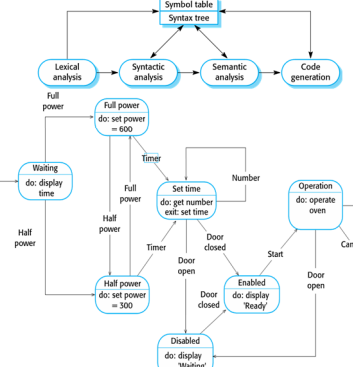 Symbol table
Syntax tree
Lexical
analysis
Syntactic
analysis
Semantic
analysis
Code
generation
Full
power
Full power
do: set power
= 600
Timer
Waiting
do: display
time
Number
Set time
do: get number
exit: set time
Operation
do: operate
oven
Full
power
Half
power
Half
power
Timer
Door
closed
Door
open
Start
Door
open
Half power
do: set power
= 300
Door
closed
Enabled
do: display
'Ready'
Disabled
do: display
'Waiting'